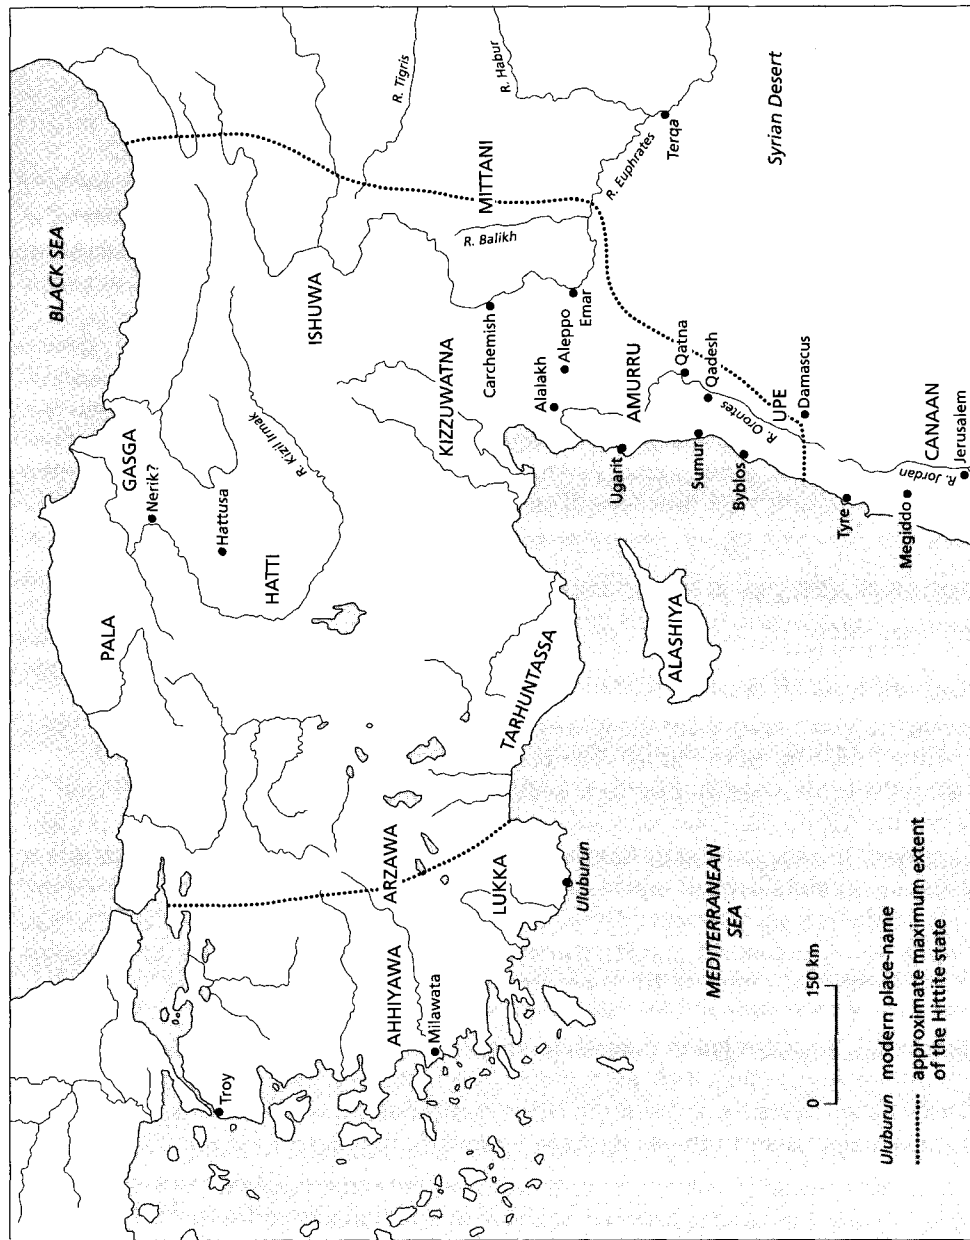 BLACK SEA
PALA
GASGA
Nerik?
Hattusa
HATTI
R. Kizil Irmak
ISHUWA
R. Tigris
R. Habur
MITTANI
R. Balikh
R. Euphrates
Terqa
Syrian Desert
Troy
AHHIYAWA
Milawata
ARZAWA
LUKKA
Uluburun
TARHUNTASSA
KIZZUWATNA
Carchemish
Alalakh
Aleppo
Emar
AMURRU
Ugarit
Qatna
Qadesh
Sumur
R. Orontes
UPE
Byblos
Damascus
ALASHIYA
Tyre
R. Jordan
CANAAN
Megiddo
Jerusalem
MEDITERRANEAN
SEA
0 150 km
Uluburun modern place-name
approximate maximum extent
of the Hittite state